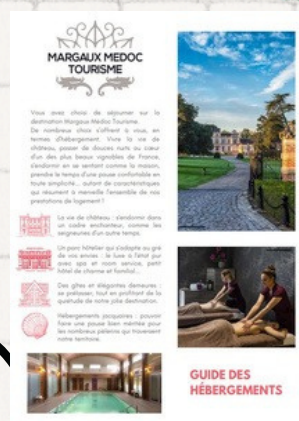 MARGAUX MEDOC
TOURISME
Vous avez choisi de séjourner sur la
destination Margaux Médoc Tourisme.
De nombreux choix s'offrent à vous, en
termes d'hébergement. Vivre la vie de
château, passer de douces nuits au cœur
d'un des plus beaux vignobles de France,
s'endormir en se sentant comme à la maison,
prendre le temps d'une pause confortable en
toute simplicité... autant de caractéristiques
qui résument à merveille l'ensemble de nos
prestations de logement !
La vie de château : s'endormir dans
un cadre enchanteur, comme les
seigneuries d'un autre temps.
Un parc hôtelier qui s'adapte au gré
de vos envies : le luxe à l'état pur
avec spa et room service, petit
hôtel de charme et familial...
Des gîtes et élégantes demeures :
se prélasser, tout en profitant de la
quiétude de notre jolie destination.
Hébergements jacquaires : pouvoir
faire une pause bien méritée pour
les nombreux pèlerins qui traversent
notre territoire.
GUIDE DES
HÉBERGEMENTS